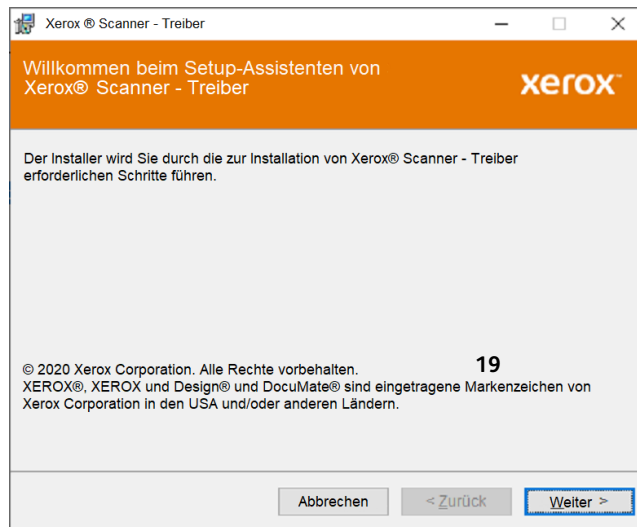 Xerox ® Scanner - Treiber
Willkommen beim Setup-Assistenten von
Xerox® Scanner - Treiber
xerox™
Der Installer wird Sie durch die zur Installation von Xerox® Scanner - Treiber
erforderlichen Schritte führen.
© 2020 Xerox Corporation. Alle Rechte vorbehalten.
19
XEROX®, XEROX und Design® und DocuMate® sind eingetragene Markenzeichen von
Xerox Corporation in den USA und/oder anderen Ländern.
Abbrechen
< Zurück
Weiter >